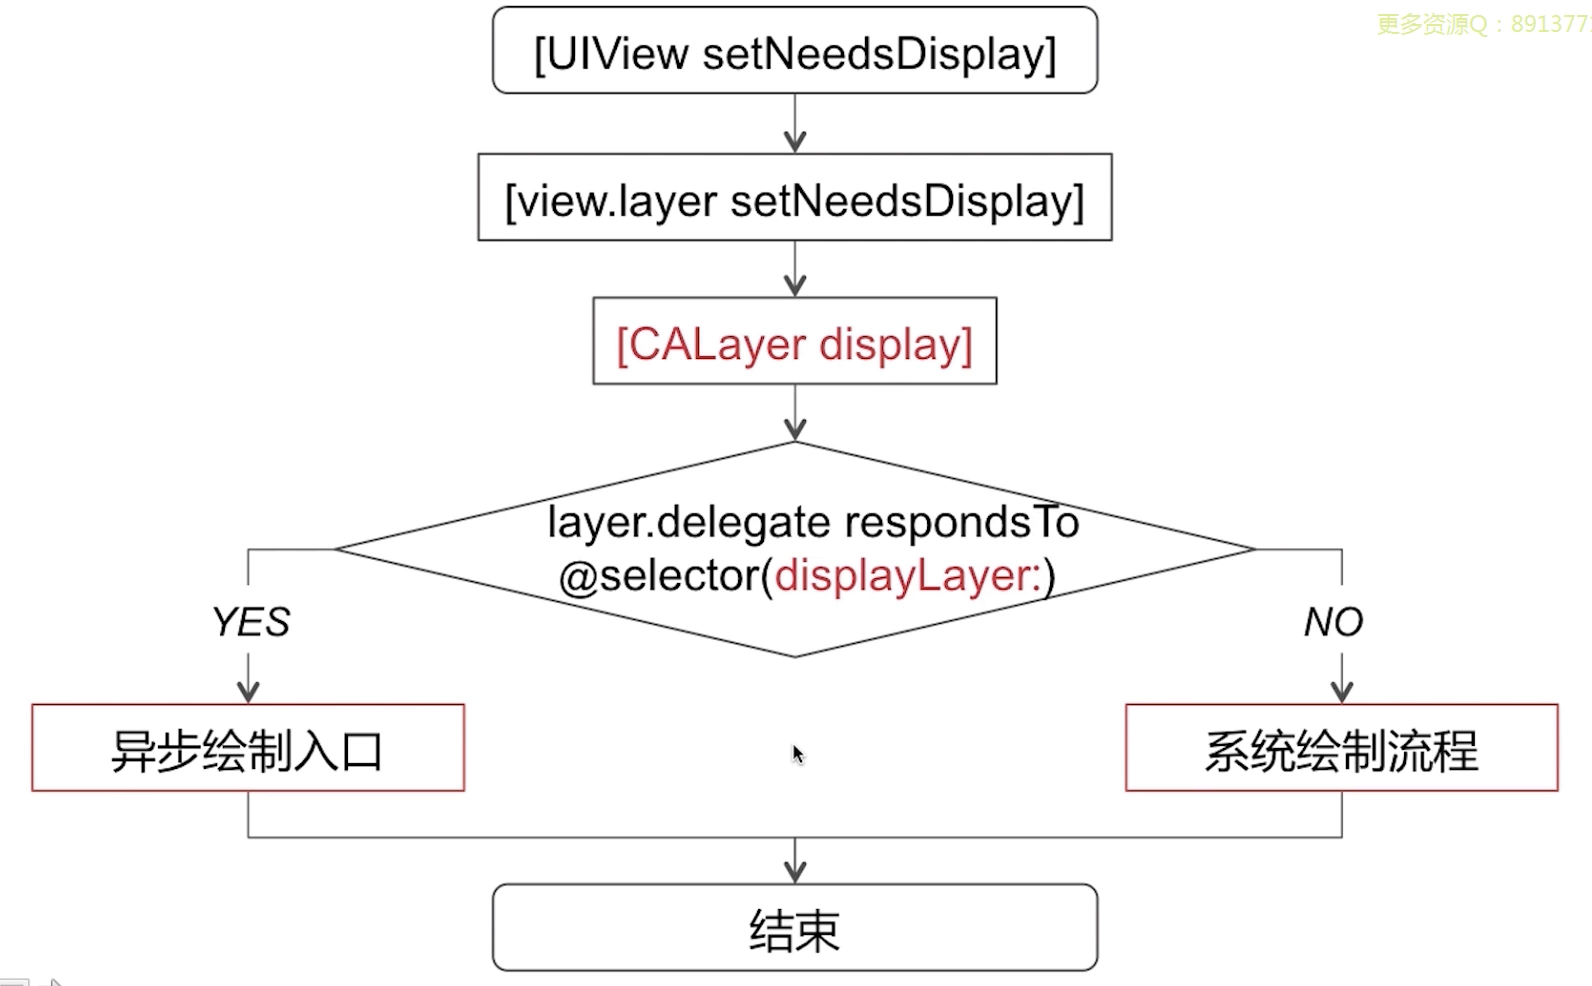 更多资源Q：891377
[UIView setNeedsDisplay]
[view.layer setNeedsDisplay]
[CALayer display]
layer.delegate respondsTo
@selector(displayLayer:)
YES
NO
异步绘制入口
系统绘制流程
结束